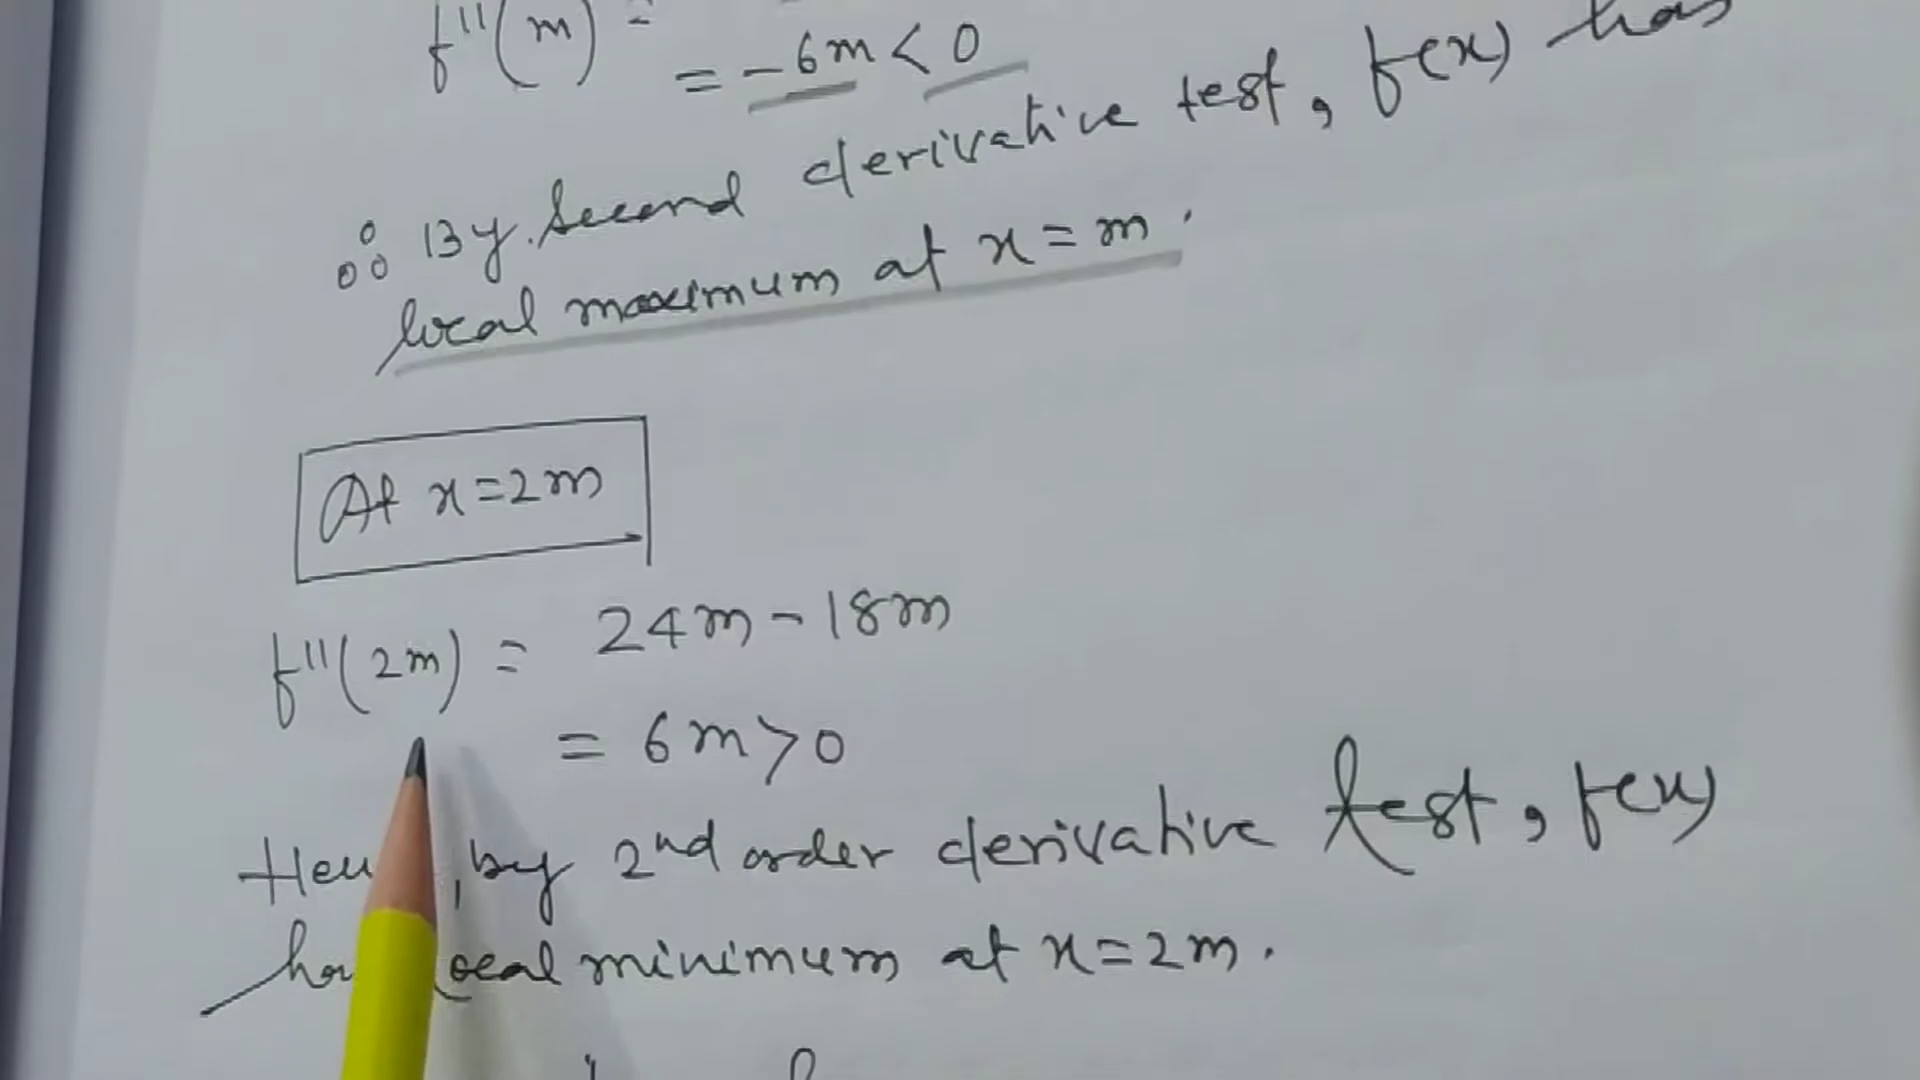 f''(m) =
= -6m < 0
∴ By second derivative test, f(x) has
local maximum at x = m.
At x = 2m
f''(2m) = 24m - 18m
= 6m > 0
by 2nd order derivative test, f(x)
local minimum at x = 2m.